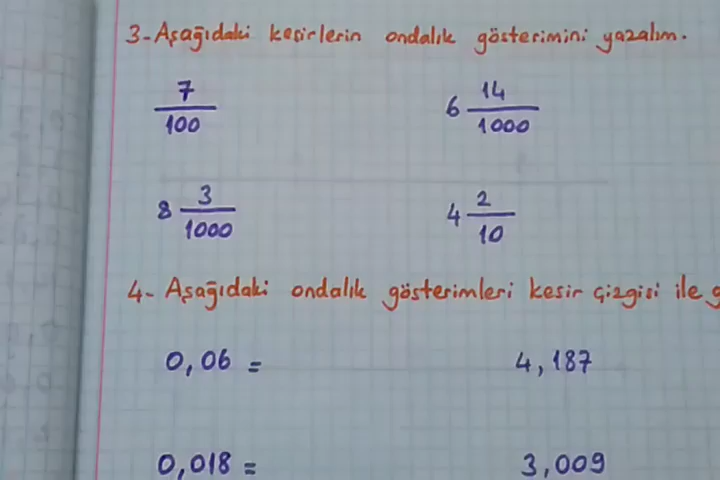 3-Aşağıdaki kesirlerin ondalık gösterimini yazalım.
7/100 6 14/1000
8 3/1000 4 2/10
4- Aşağıdaki ondalık gösterimleri kesir çizgisi ile
0,06 = 4,187
0,018 = 3,009